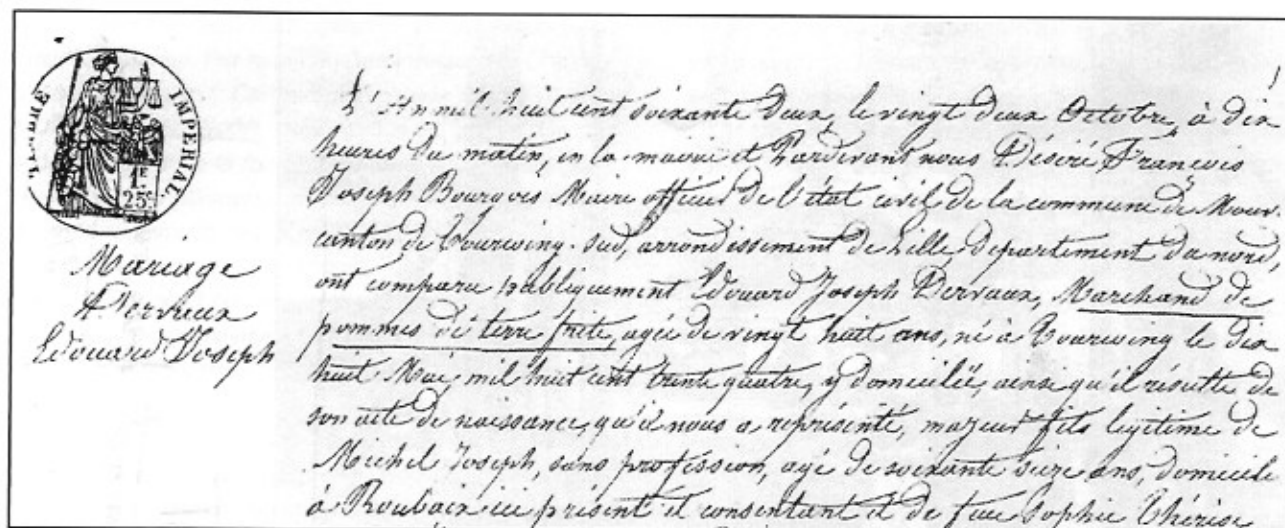 TIMBRE IMPERIAL
1F
25c
Mariage
Dervaux
Edouard Joseph
L'An mil huit cent soixante deux, le vingt deux Octobre, à dix
heures du matin, en la mairie et Pardevant nous Désiré François
Joseph Bourgois Maire officier de l'état civil de la commune de Mour
canton de Tourcoing-sud, arrondissement de Lille, departement du nord,
ont comparu publiquement Edouard Joseph Dervaux, Marchand de
pommes de terre frite, agée de vingt huit ans, né à Tourcoing le dix
huit Mai, mil huit cent trente quatre, y domicilié, ainsi qu'il résulte de
son acte de naissance, qu'il nous a représenté, majeur fils legitime de
Michel Joseph, sans profession, agé de soixante seize ans, domicilié
à Roubaix ici présent et consentant et de feue Sophie Thérèse